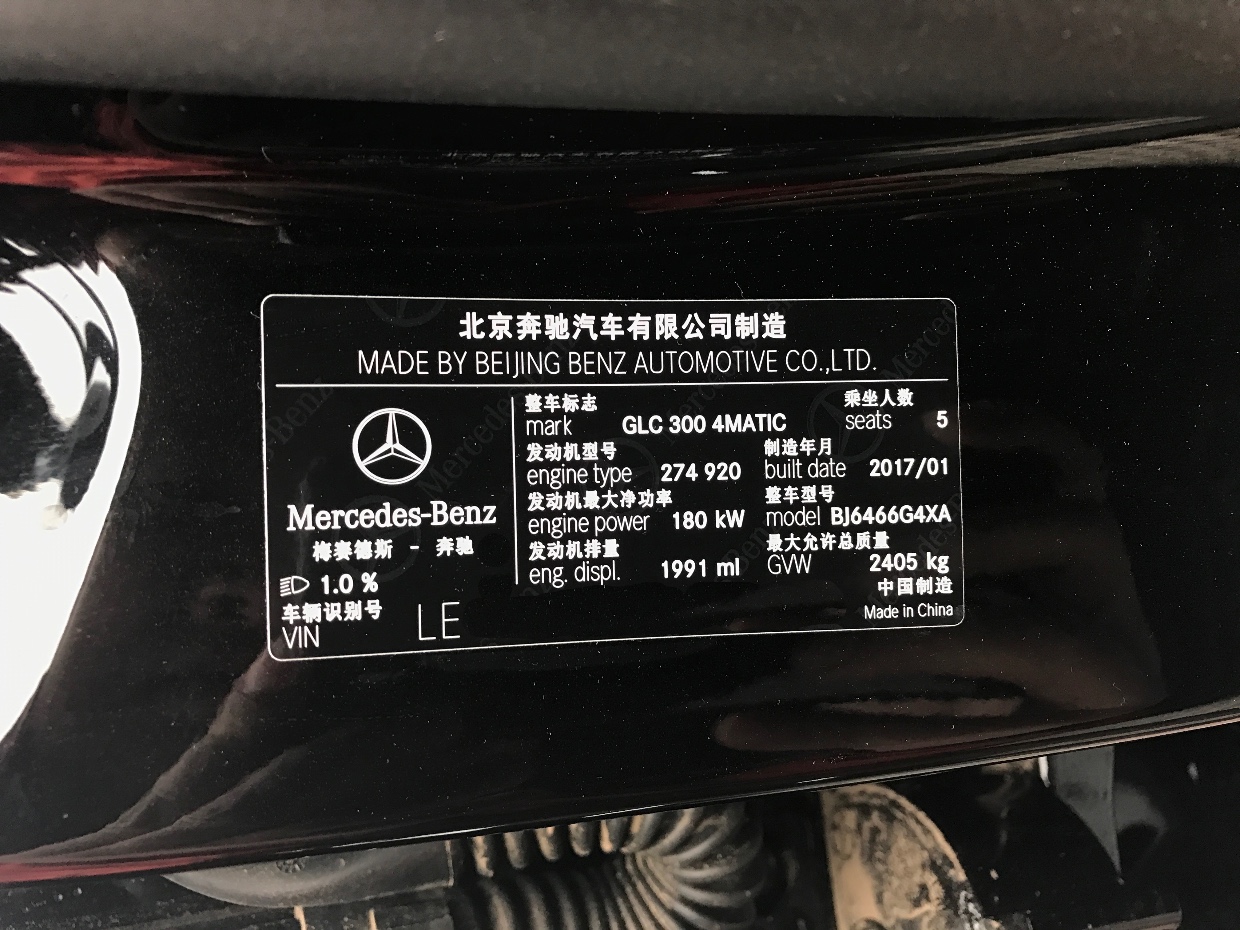 北京奔驰汽车有限公司制造
MADE BY BEIJING BENZ AUTOMOTIVE CO.,LTD.
Mercedes-Benz
梅赛德斯 - 奔驰
1.0 %
车辆识别号
VIN LE
整车标志 乘坐人数
mark GLC 300 4MATIC seats 5
发动机型号 制造年月
engine type 274 920 built date 2017/01
发动机最大净功率 整车型号
engine power 180 kW model BJ6466G4XA
发动机排量 最大允许总质量
eng. displ. 1991 ml GVW 2405 kg
中国制造
Made in China